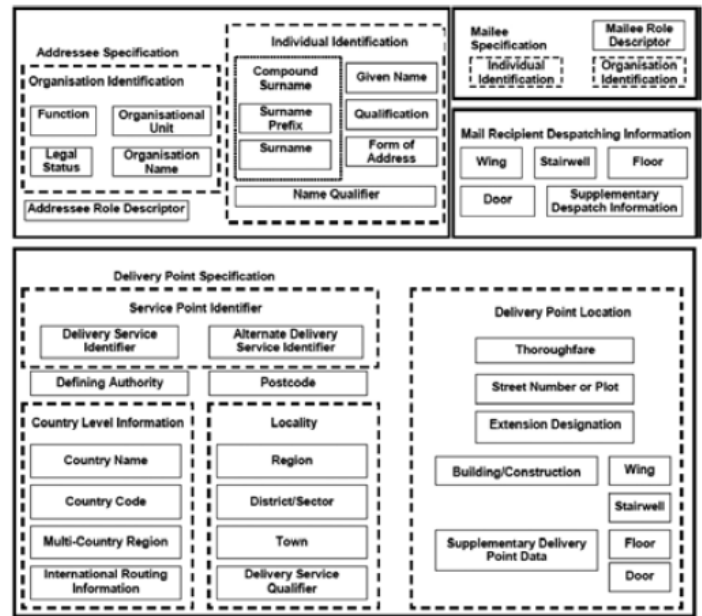 Addressee Specification
Organisation Identification
Function
Organisational
Unit
Legal
Status
Organisation
Name
Addressee Role Descriptor
Individual Identification
Compound
Surname
Surname
Prefix
Surname
Given Name
Qualification
Form of
Address
Name Qualifier
Mailee
Specification
Mailee Role
Descriptor
Individual
Identification
Organisation
Identification
Mail Recipient Despatching Information
Wing
Stairwell
Floor
Door
Supplementary
Despatch Information
Delivery Point Specification
Service Point Identifier
Delivery Service
Identifier
Alternate Delivery
Service Identifier
Defining Authority
Postcode
Country Level Information
Country Name
Country Code
Multi-Country Region
International Routing
Information
Locality
Region
District/Sector
Town
Delivery Service
Qualifier
Delivery Point Location
Thoroughfare
Street Number or Plot
Extension Designation
Building/Construction
Wing
Stairwell
Supplementary Delivery
Point Data
Floor
Door